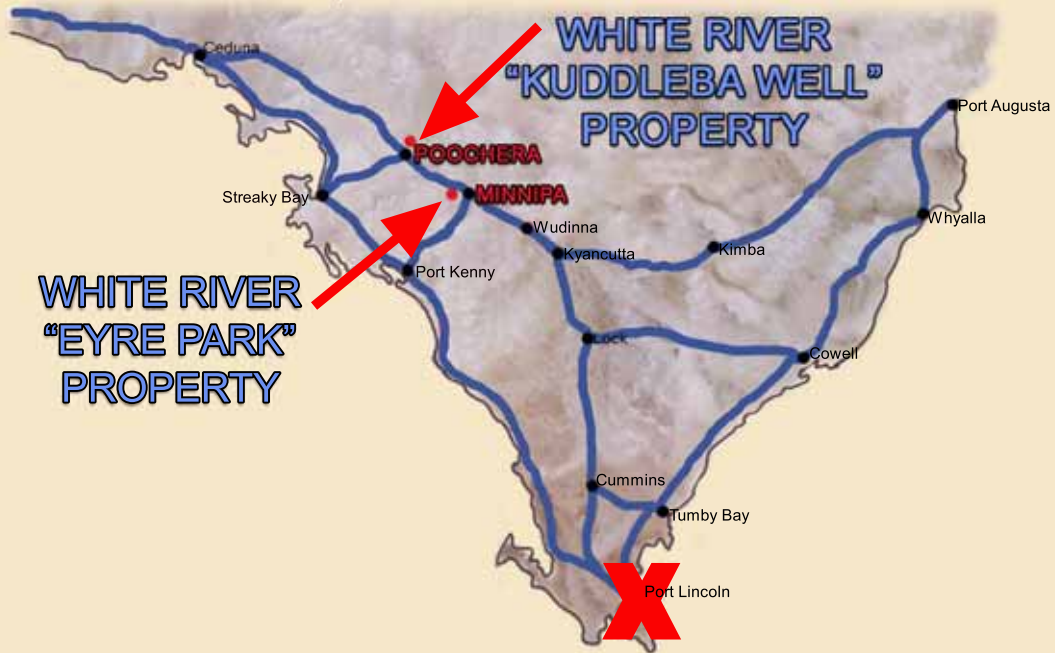 WHITE RIVER
“KUDDLEBA WELL”
PROPERTY
Ceduna
Port Augusta
POOCHERA
Streaky Bay
MINNIPA
Wudinna
Whyalla
Kyancutta
Kimba
Port Kenny
WHITE RIVER
“EYRE PARK”
PROPERTY
Lock
Cowell
Cummins
Tumby Bay
X
Port Lincoln